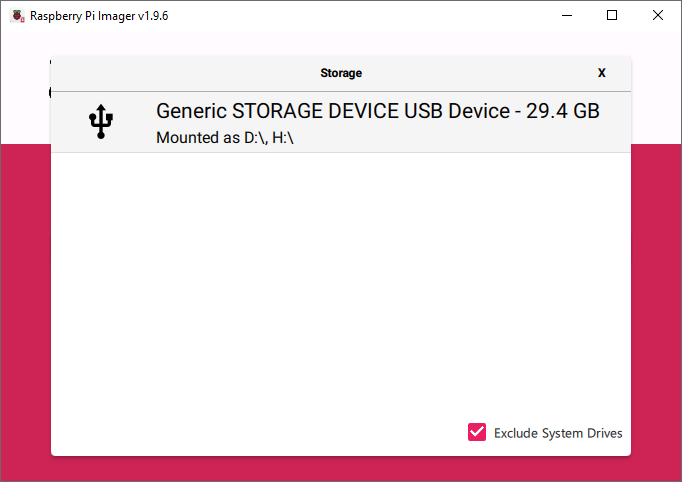 Raspberry Pi Imager v1.9.6
Storage
X
Generic STORAGE DEVICE USB Device - 29.4 GB
Mounted as D:\, H:\
Exclude System Drives